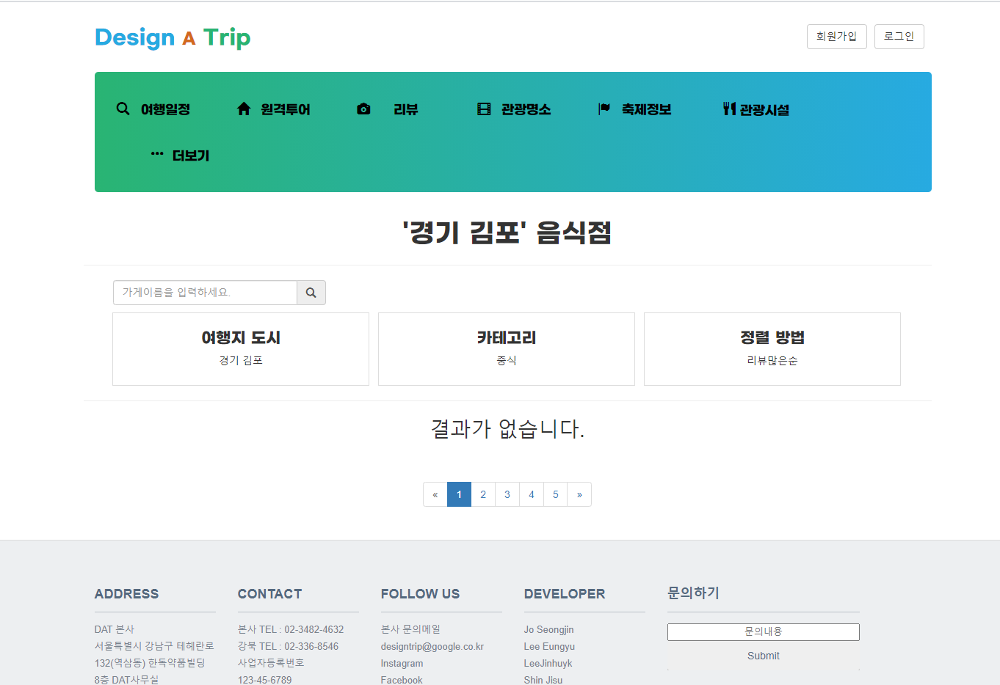 Design A Trip
회원가입 로그인
여행일정 원격투어 리뷰 관광명소 축제정보 관광시설
더보기
'경기 김포' 음식점
가게이름을 입력하세요.
여행지 도시 카테고리 정렬 방법
경기 김포 중식 리뷰많은순
결과가 없습니다.
« 1 2 3 4 5 »
ADDRESS CONTACT FOLLOW US DEVELOPER 문의하기
DAT 본사 본사 TEL : 02-3482-4632 본사 문의메일 Jo Seongjin 문의내용
서울특별시 강남구 테헤란로 강북 TEL : 02-336-8546 designtrip@google.co.kr Lee Eungyu Submit
132(역삼동) 한독약품빌딩 사업자등록번호 Instagram LeeJinhuyk
8층 DAT사무실 123-45-6789 Facebook Shin Jisu